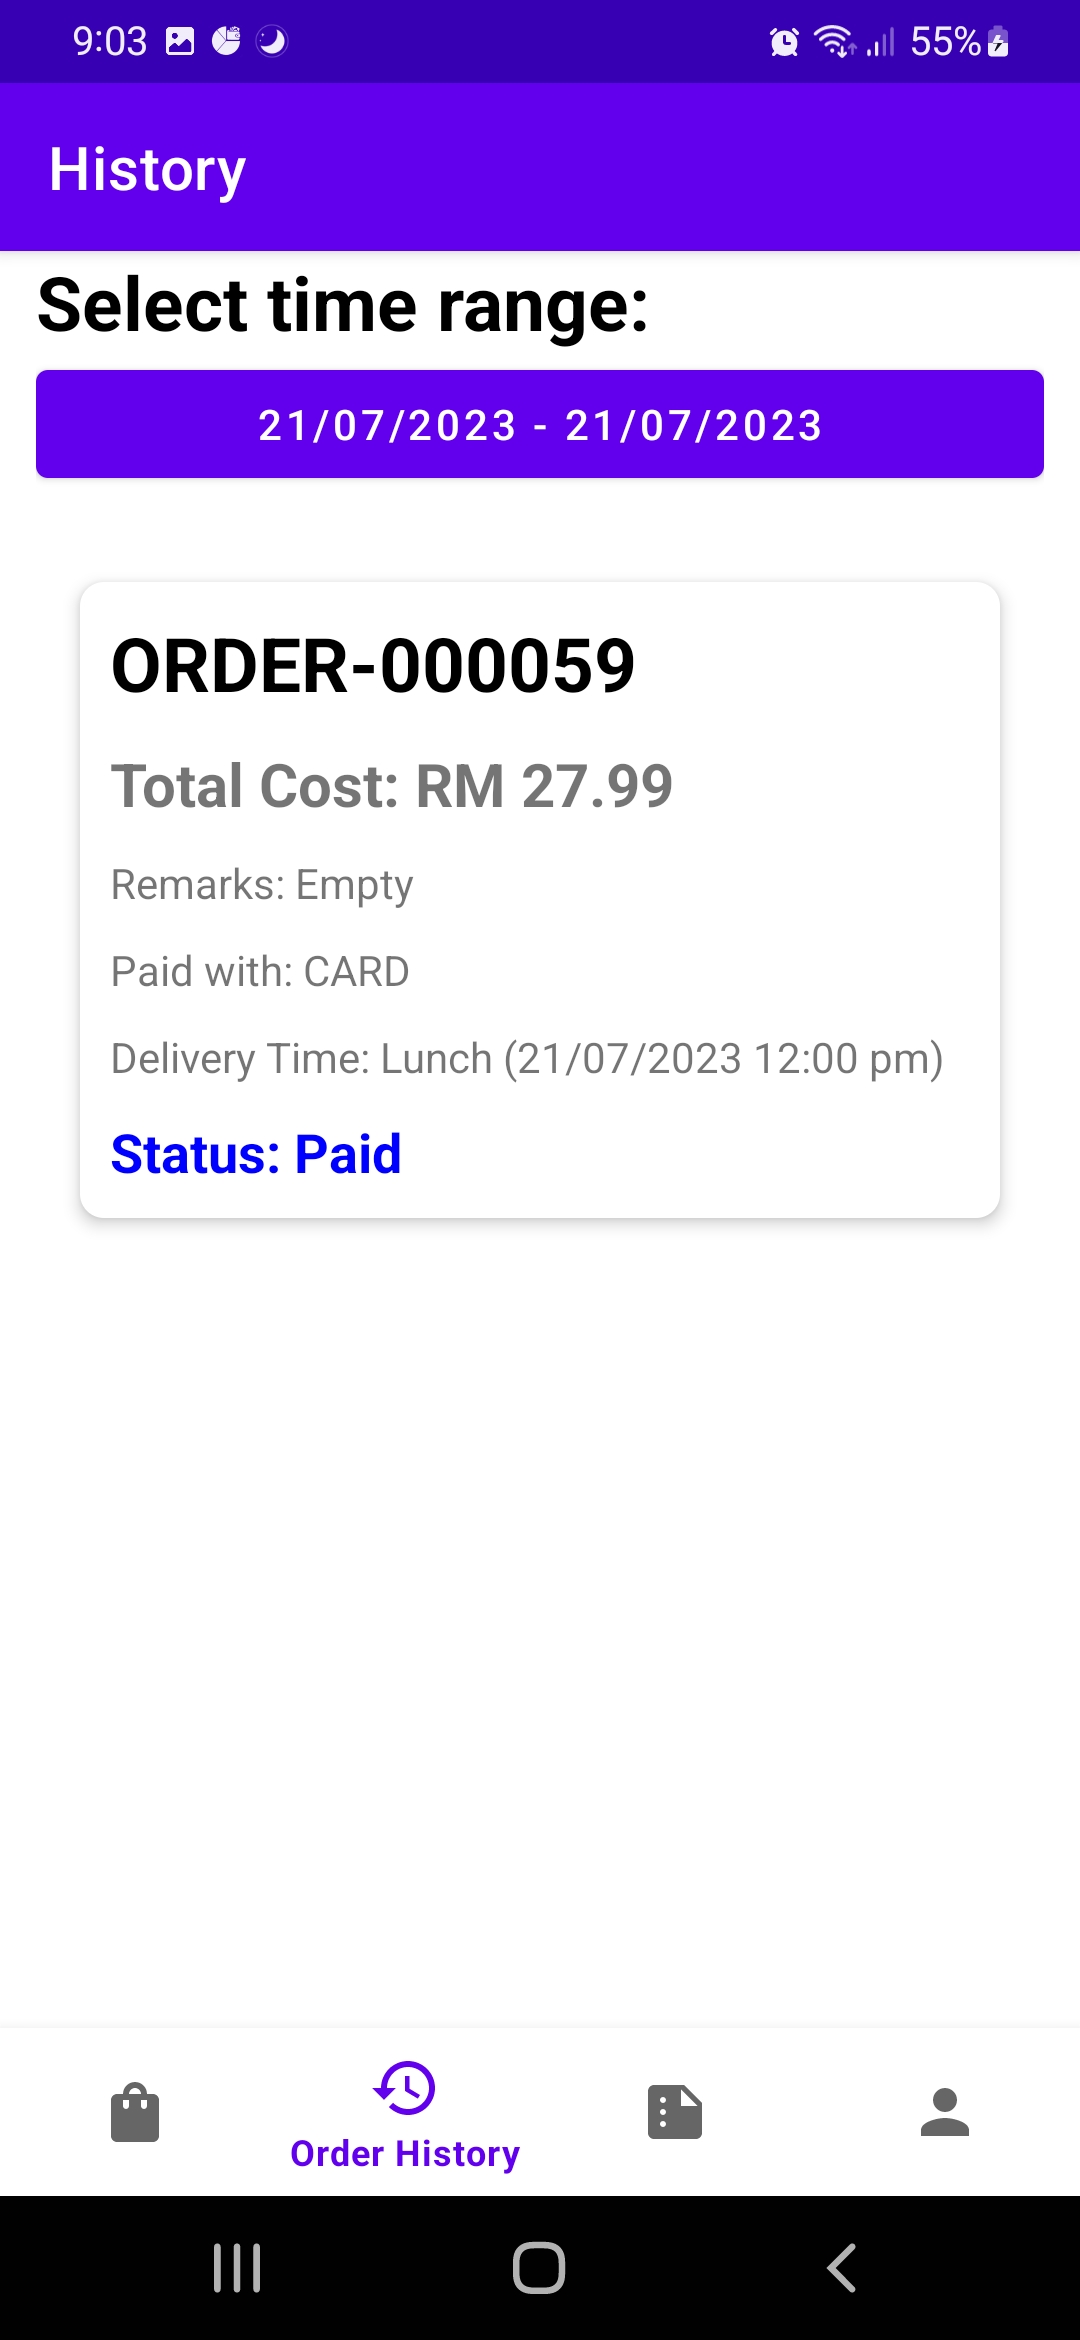 9:03 55%
History
Select time range:
21/07/2023 - 21/07/2023
ORDER-000059
Total Cost: RM 27.99
Remarks: Empty
Paid with: CARD
Delivery Time: Lunch (21/07/2023 12:00 pm)
Status: Paid
Order History